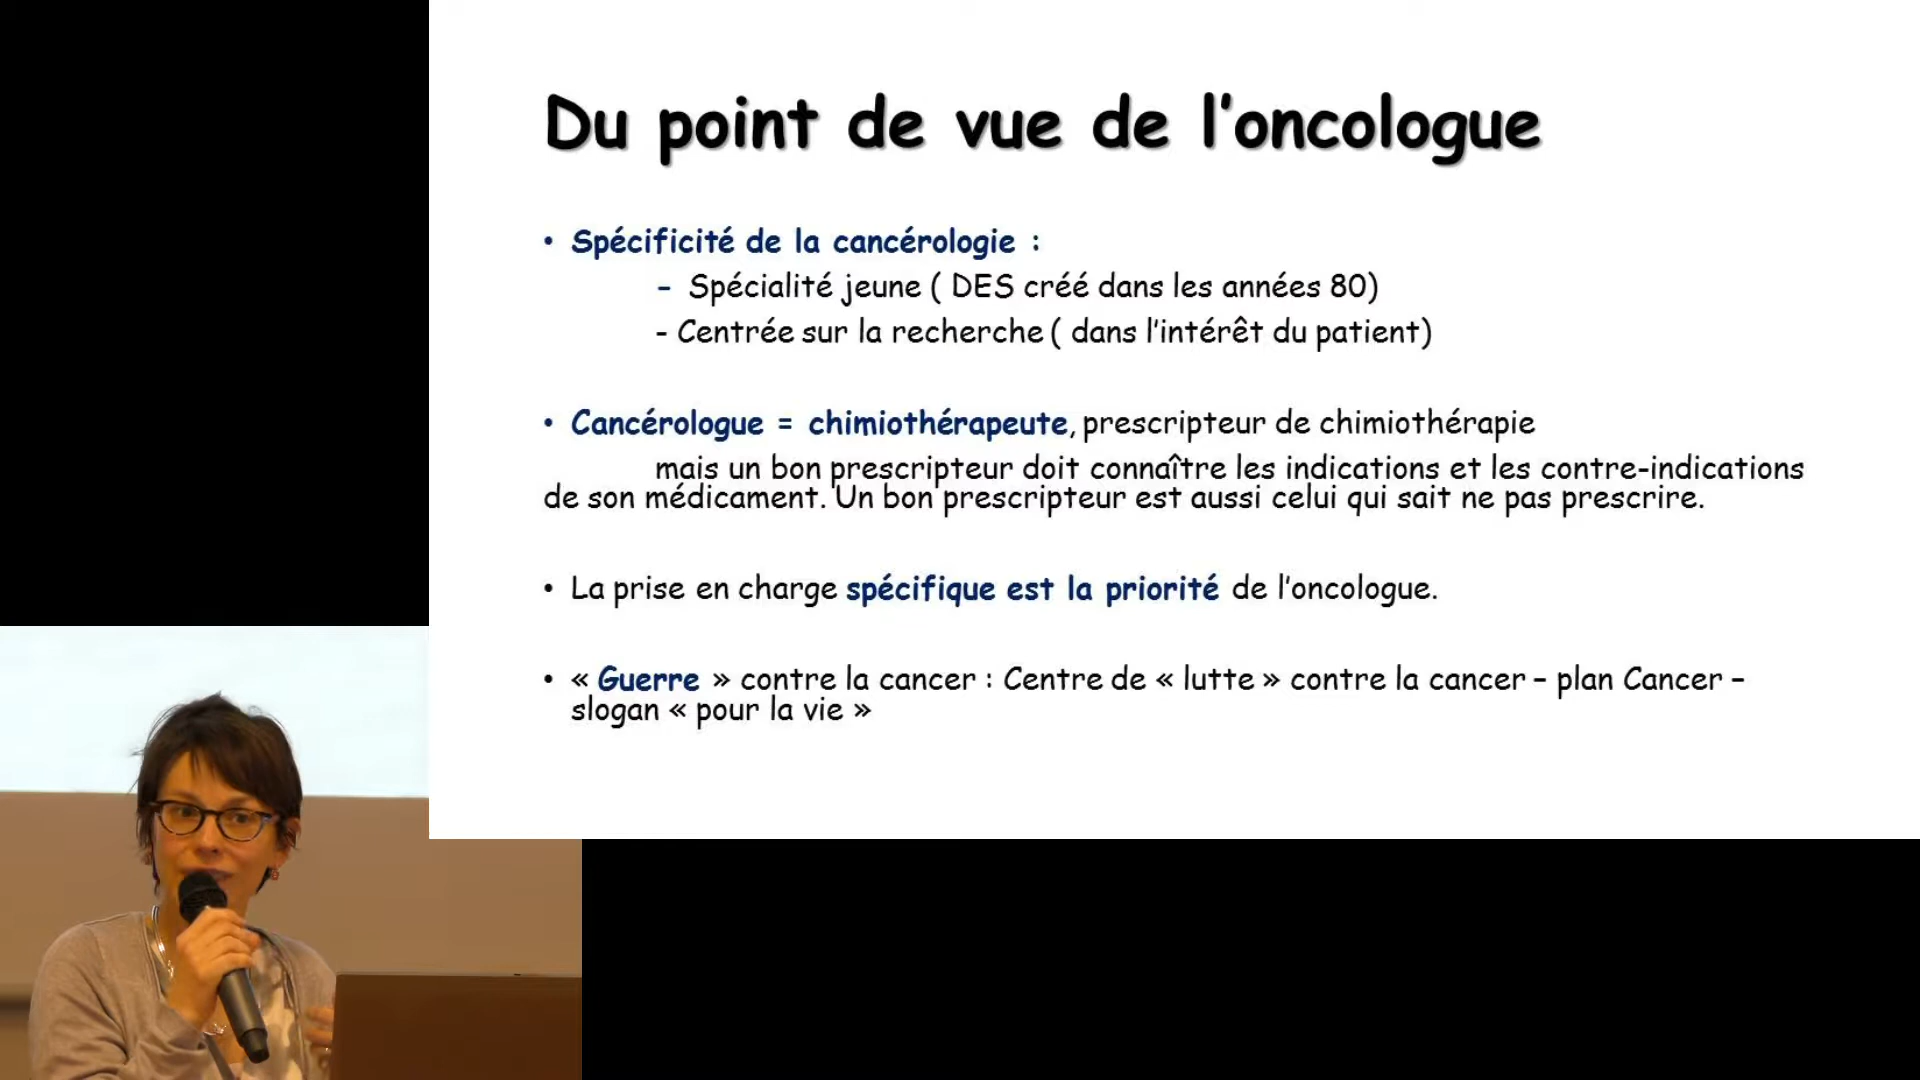 Du point de vue de l'oncologue
• Spécificité de la cancérologie :
– Spécialité jeune ( DES créé dans les années 80)
- Centrée sur la recherche ( dans l'intérêt du patient)
• Cancérologue = chimiothérapeute, prescripteur de chimiothérapie
mais un bon prescripteur doit connaître les indications et les contre-indications
de son médicament. Un bon prescripteur est aussi celui qui sait ne pas prescrire.
• La prise en charge spécifique est la priorité de l'oncologue.
• « Guerre » contre la cancer : Centre de « lutte » contre la cancer – plan Cancer –
slogan « pour la vie »